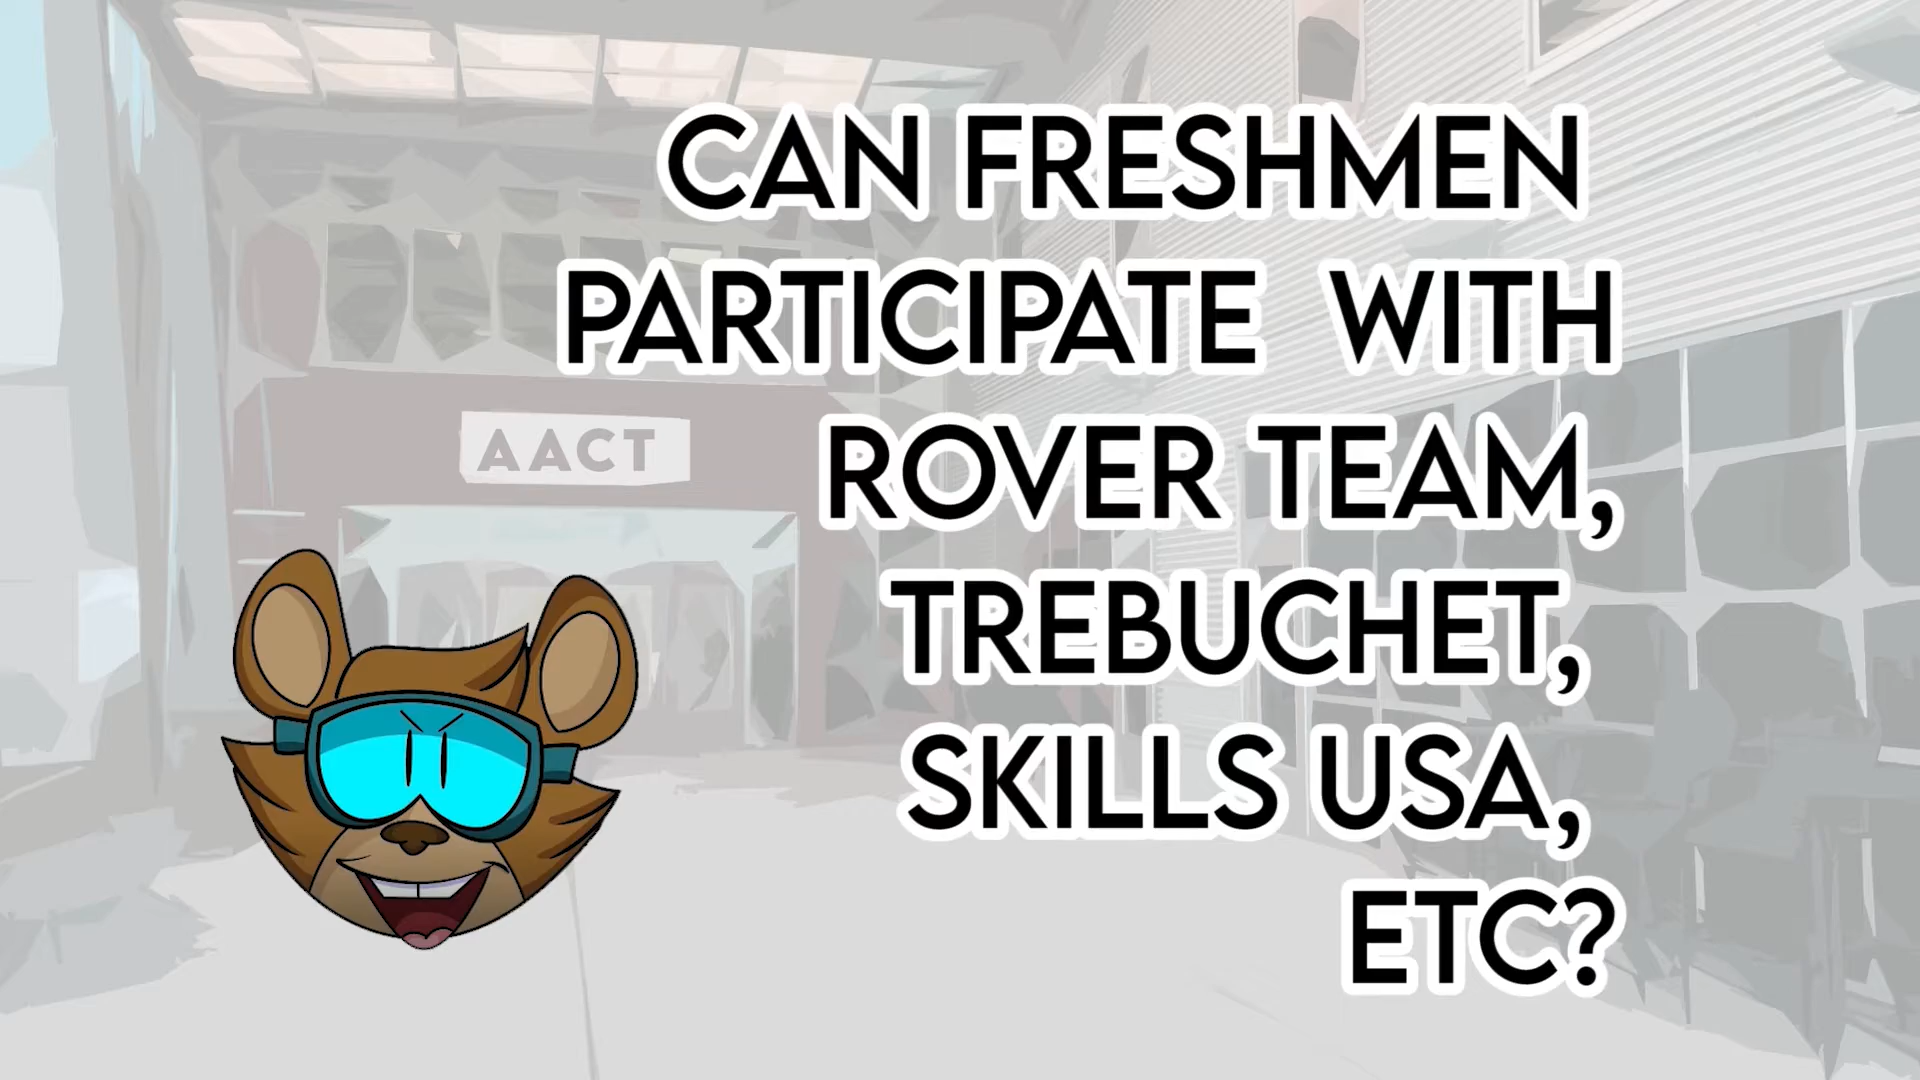 CAN FRESHMEN
PARTICIPATE WITH
ROVER TEAM,
TREBUCHET,
SKILLS USA,
ETC?
AACT